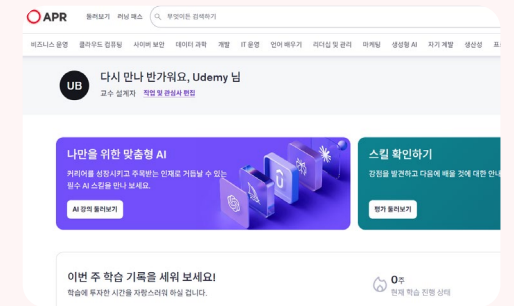 APR 둘러보기 러닝 패스 무엇이든 검색하기
비즈니스 운영 클라우드 컴퓨팅 사이버 보안 데이터 과학 개발 IT 운영 언어 배우기 리더십 및 관리 마케팅 생성형 AI 자기 계발 생산성
UB
다시 만나 반가워요, Udemy 님
교수 설계자 직업 및 관심사 편집
나만을 위한 맞춤형 AI
커리어를 성장시키고 주목받는 인재로 거듭날 수 있는
필수 AI 스킬을 만나 보세요.
AI 강의 둘러보기
스킬 확인하기
강점을 발견하고 다음에 배울 것에 대한 안내
평가 둘러보기
이번 주 학습 기록을 세워 보세요!
학습에 투자한 시간을 자랑스러워 하실 겁니다.
0주
현재 학습 진행 상태